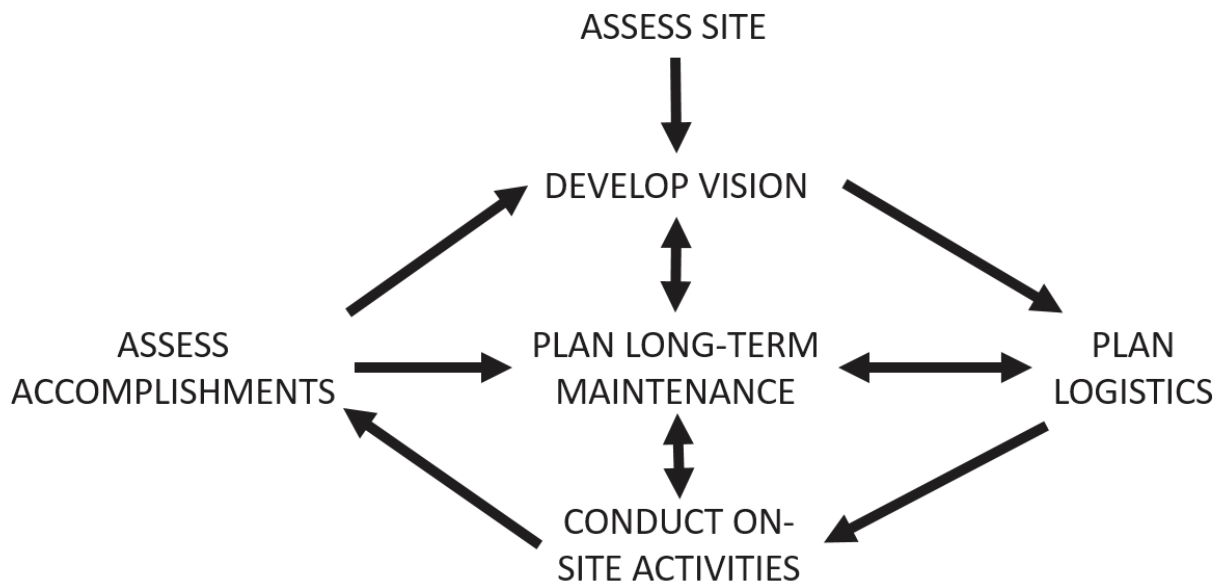 ASSESS SITE
DEVELOP VISION
ASSESS
ACCOMPLISHMENTS
PLAN LONG-TERM
MAINTENANCE
PLAN
LOGISTICS
CONDUCT ON-
SITE ACTIVITIES